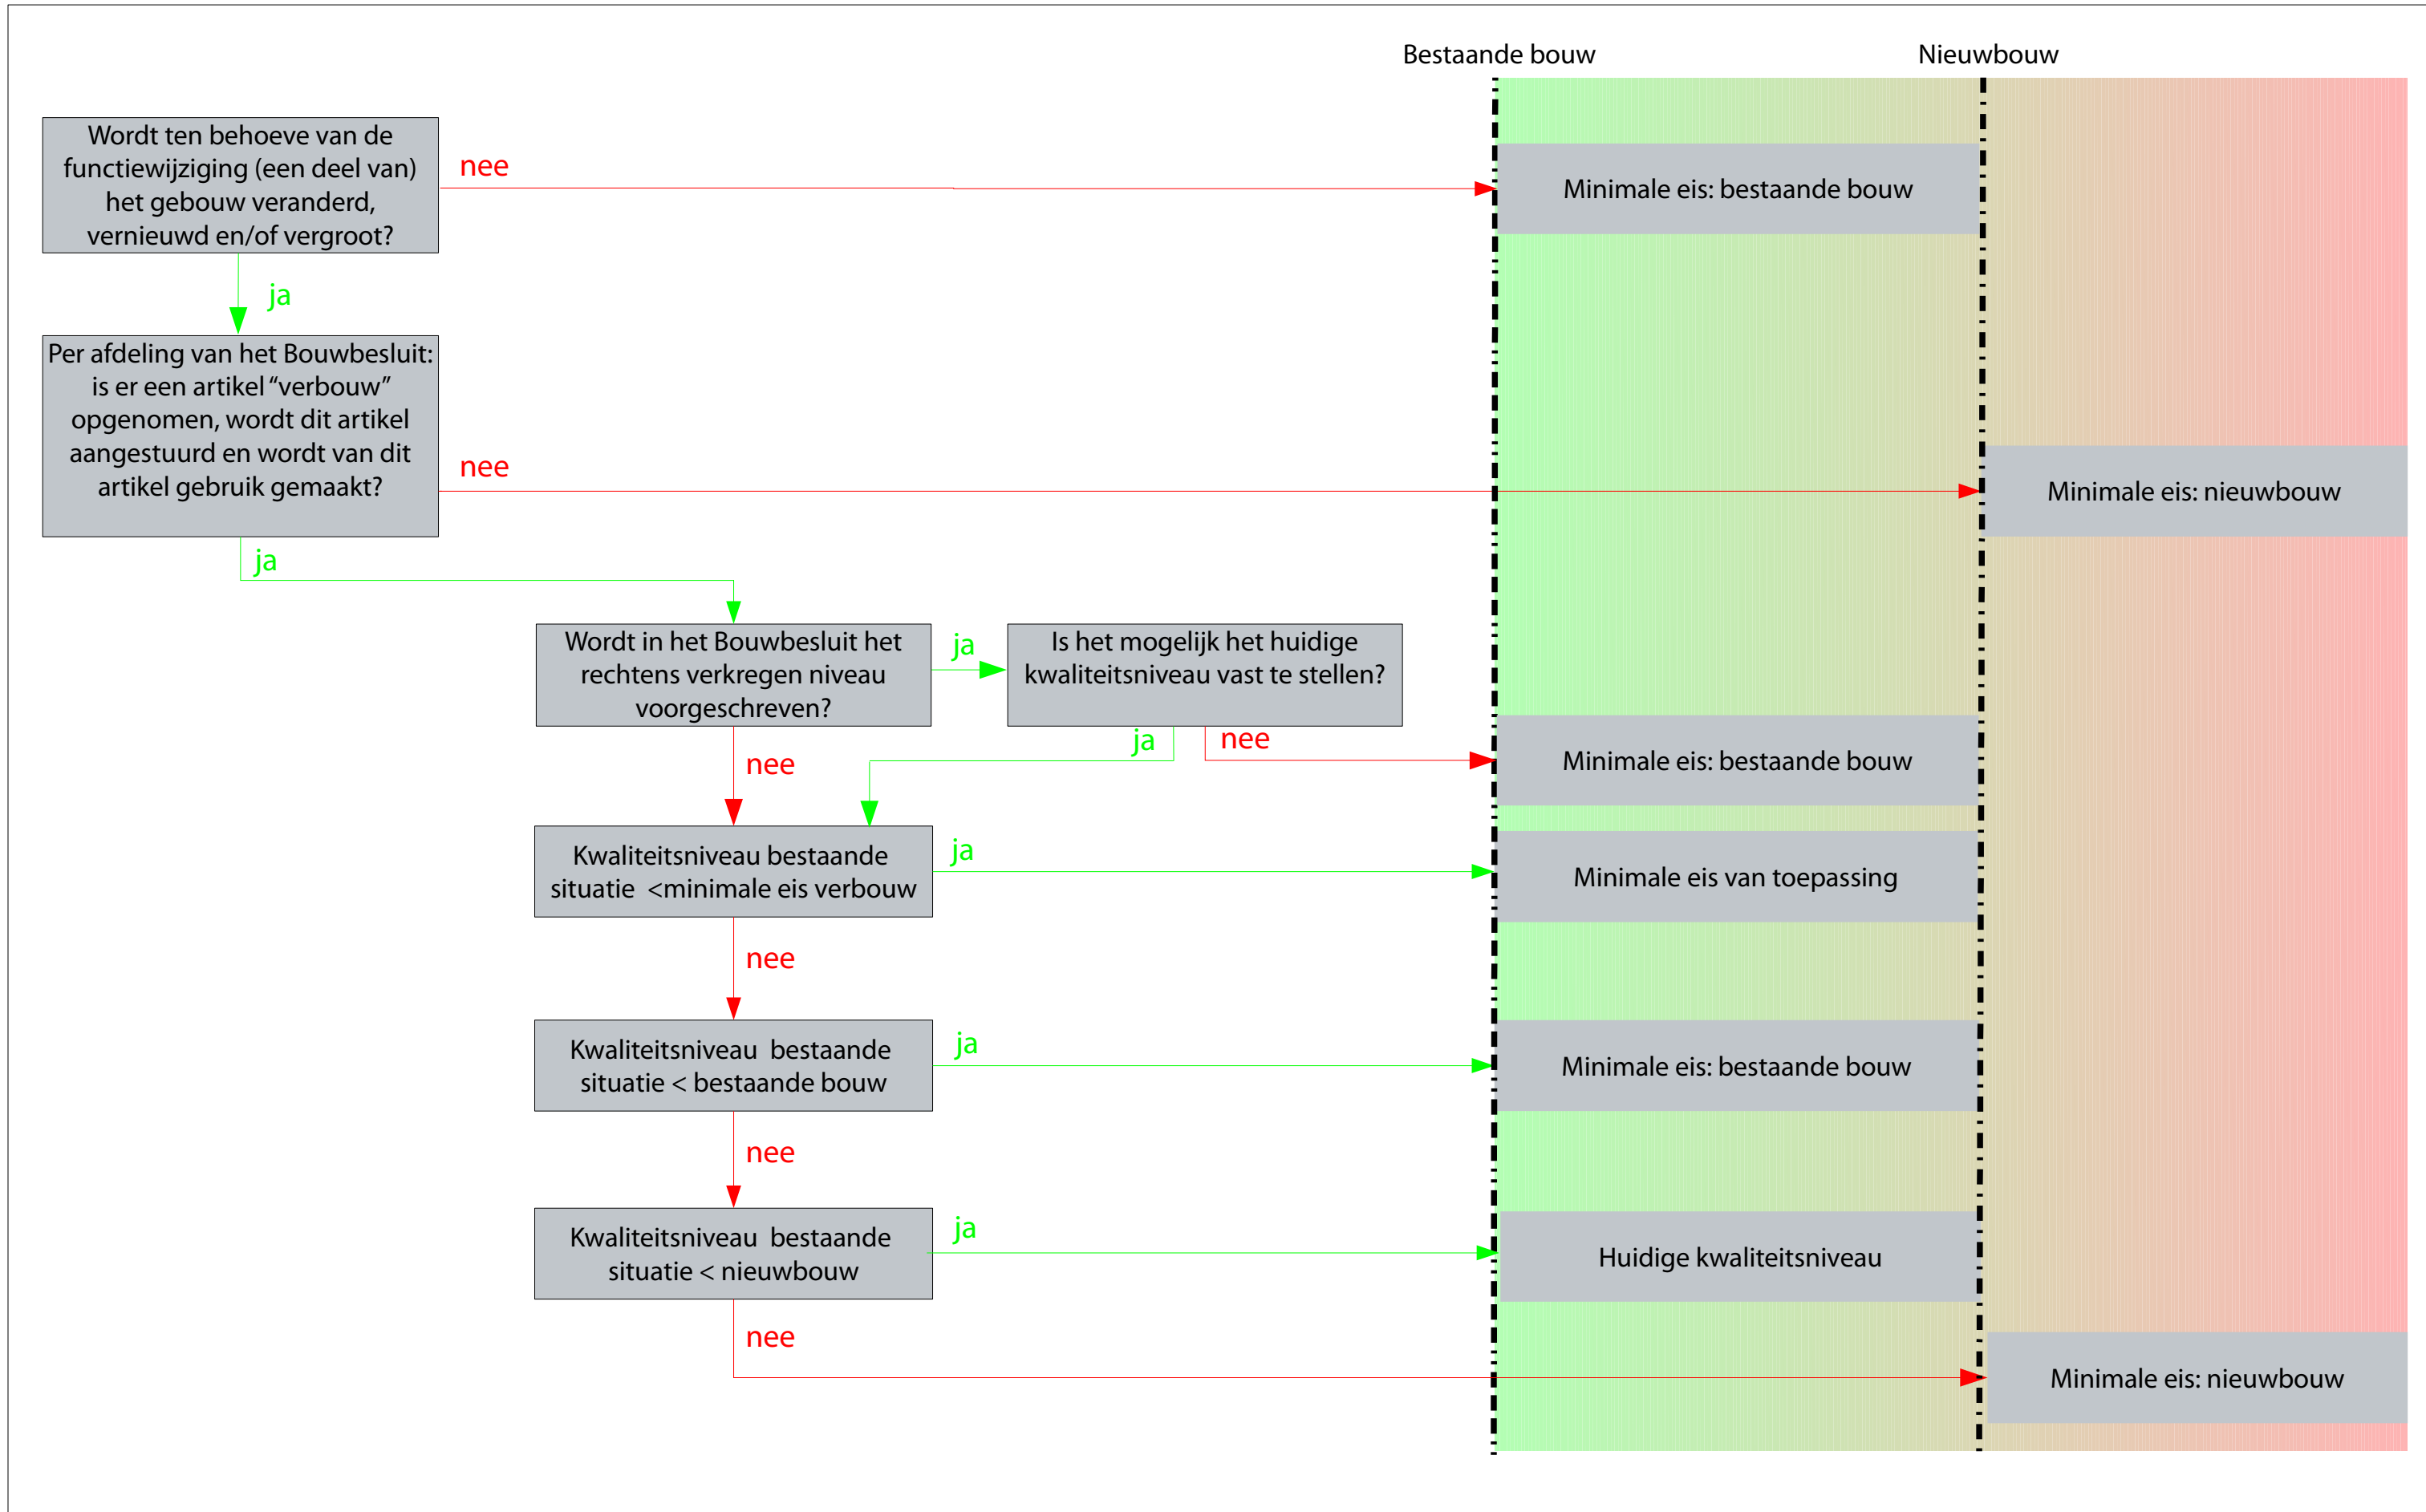 Bestaande bouw
Nieuwbouw
Wordt ten behoeve van de
functiewijziging (een deel van)
het gebouw veranderd,
vernieuwd en/of vergroot?
nee
Minimale eis: bestaande bouw
ja
Per afdeling van het Bouwbesluit:
is er een artikel “verbouw”
opgenomen, wordt dit artikel
aangestuurd en wordt van dit
artikel gebruik gemaakt?
nee
Minimale eis: nieuwbouw
ja
Wordt in het Bouwbesluit het
rechtens verkregen niveau
voorgeschreven?
ja
Is het mogelijk het huidige
kwaliteitsniveau vast te stellen?
ja
nee
Minimale eis: bestaande bouw
nee
Kwaliteitsniveau bestaande
situatie <minimale eis verbouw
ja
Minimale eis van toepassing
nee
Kwaliteitsniveau bestaande
situatie < bestaande bouw
ja
Minimale eis: bestaande bouw
nee
Kwaliteitsniveau bestaande
situatie < nieuwbouw
ja
Huidige kwaliteitsniveau
nee
Minimale eis: nieuwbouw